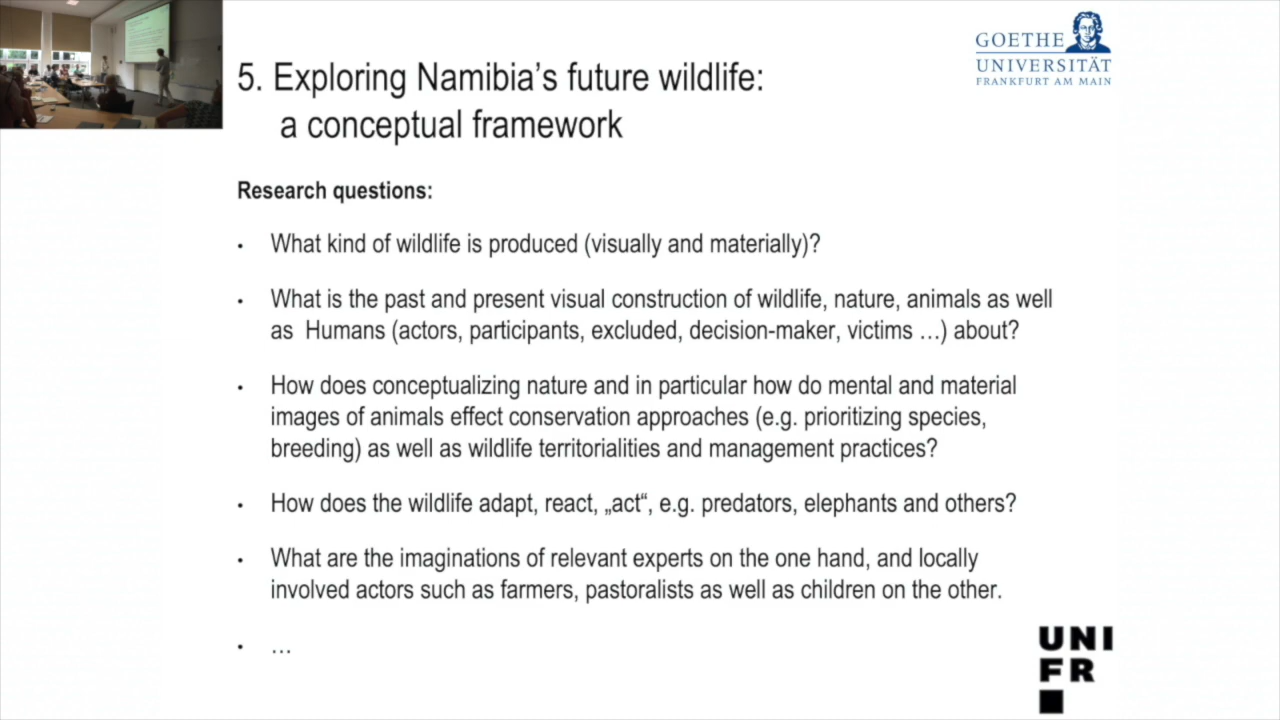 GOETHE
UNIVERSITÄT
FRANKFURT AM MAIN
5. Exploring Namibia's future wildlife:
a conceptual framework
Research questions:
• What kind of wildlife is produced (visually and materially)?
• What is the past and present visual construction of wildlife, nature, animals as well
as Humans (actors, participants, excluded, decision-maker, victims …) about?
• How does conceptualizing nature and in particular how do mental and material
images of animals effect conservation approaches (e.g. prioritizing species,
breeding) as well as wildlife territorialities and management practices?
• How does the wildlife adapt, react, „act“, e.g. predators, elephants and others?
• What are the imaginations of relevant experts on the one hand, and locally
involved actors such as farmers, pastoralists as well as children on the other.
• …
UNI
FR